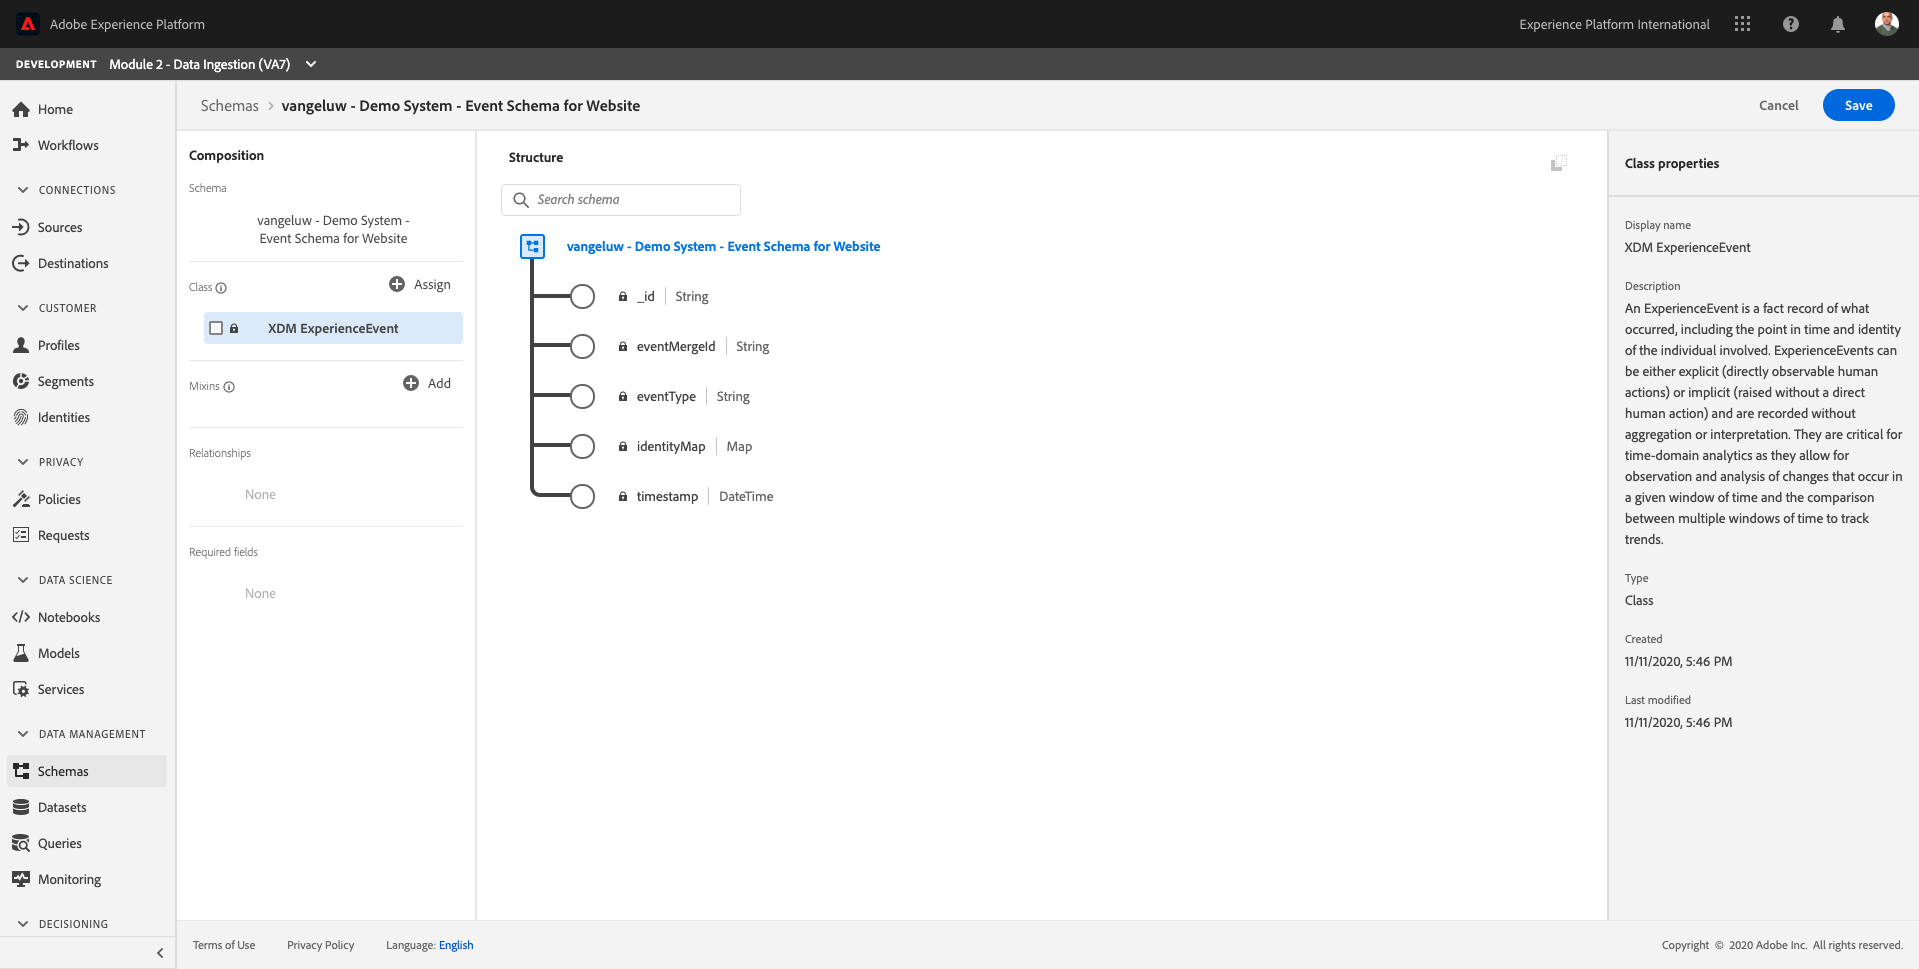 Adobe Experience Platform
Experience Platform International
DEVELOPMENT Module 2 - Data Ingestion (VA7)
Home
Workflows
CONNECTIONS
Sources
Destinations
CUSTOMER
Profiles
Segments
Identities
PRIVACY
Policies
Requests
DATA SCIENCE
Notebooks
Models
Services
DATA MANAGEMENT
Schemas
Datasets
Queries
Monitoring
DECISIONING
Schemas > vangeluw - Demo System - Event Schema for Website
Cancel
Save
Composition
Schema
vangeluw - Demo System -
Event Schema for Website
Class
Assign
XDM ExperienceEvent
Mixins
Add
Relationships
None
Required fields
None
Structure
Search schema
vangeluw - Demo System - Event Schema for Website
_id | String
eventMergeId | String
eventType | String
identityMap | Map
timestamp | DateTime
Class properties
Display name
XDM ExperienceEvent
Description
An ExperienceEvent is a fact record of what
occurred, including the point in time and identity
of the individual involved. ExperienceEvents can
be either explicit (directly observable human
actions) or implicit (raised without a direct
human action) and are recorded without
aggregation or interpretation. They are critical for
time-domain analytics as they allow for
observation and analysis of changes that occur in
a given window of time and the comparison
between multiple windows of time to track
trends.
Type
Class
Created
11/11/2020, 5:46 PM
Last modified
11/11/2020, 5:46 PM
Terms of Use
Privacy Policy
Language: English
Copyright © 2020 Adobe Inc. All rights reserved.